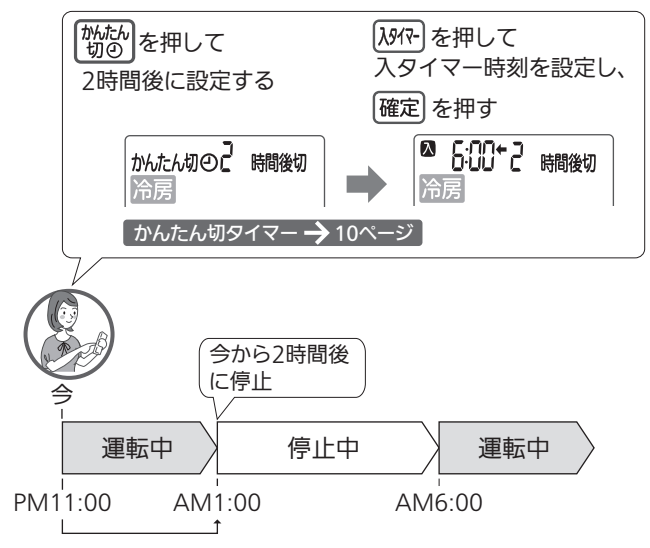 かんたん
切 を押して
2時間後に設定する
入タイマー を押して
入タイマー時刻を設定し、
確定 を押す
かんたん切 2 時間後切
冷房
入 6:00←2 時間後切
冷房
かんたん切タイマー → 10ページ
今から2時間後
に停止
今
運転中 停止中 運転中
PM11:00 AM1:00 AM6:00